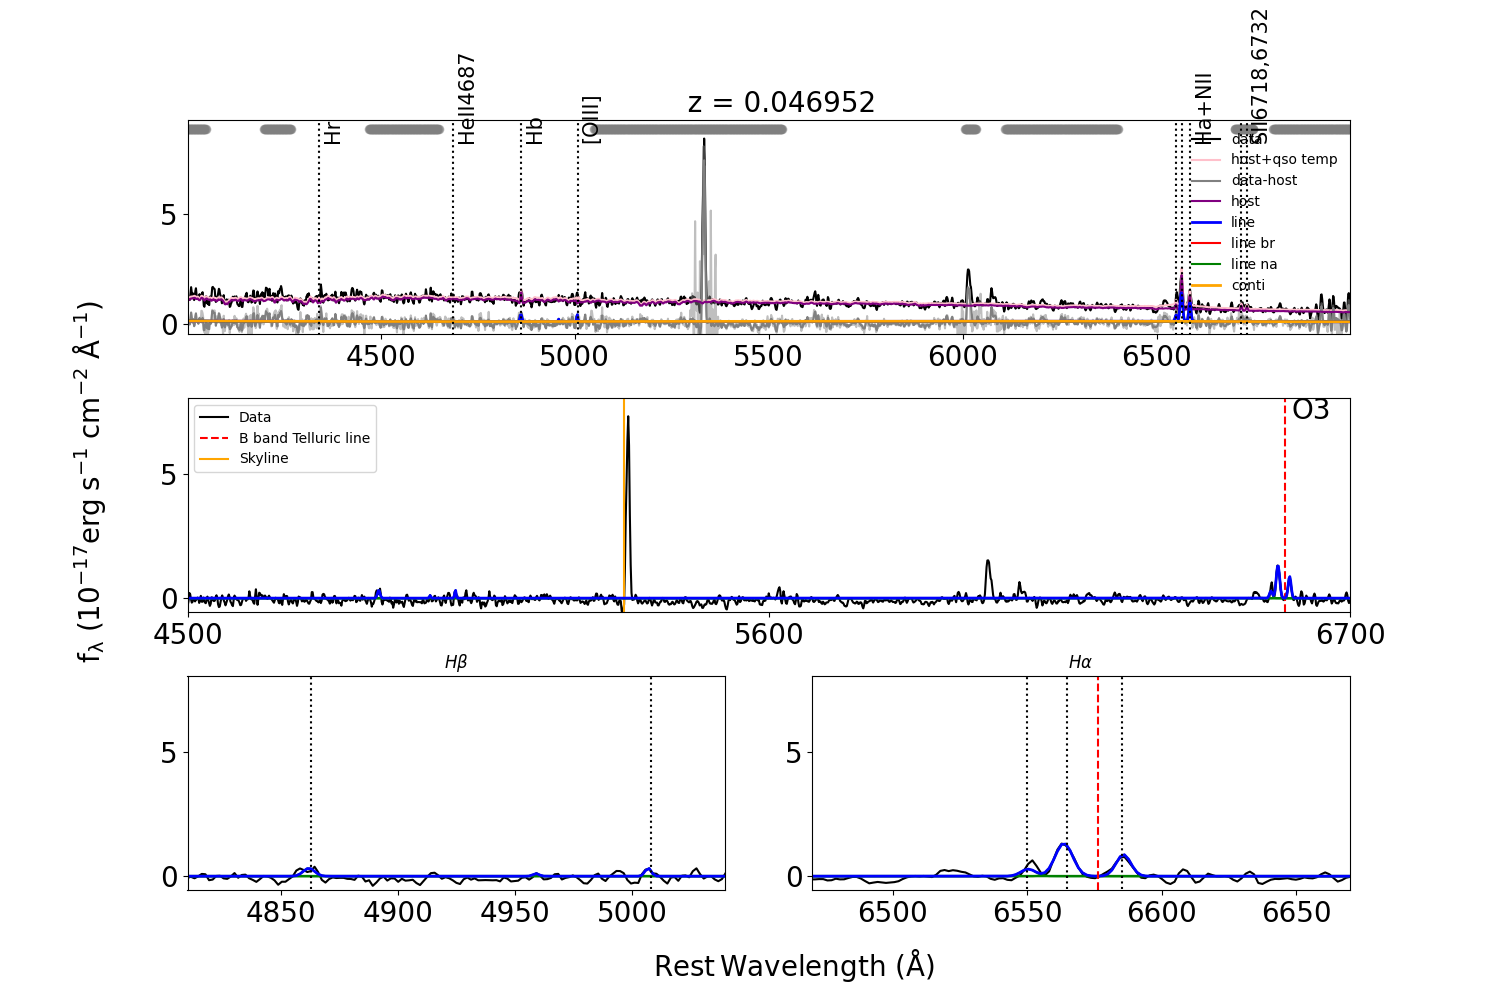 z = 0.046952
Hr
HeII4687
Hb
[OIII]
Ha+NII
SII6718,6732
data
host+qso temp
data-host
host
line
line br
line na
conti
5
0
4500
5000
5500
6000
6500
Data
B band Telluric line
Skyline
O3
5
0
4500
5600
6700
fλ (10−17erg s−1 cm−2 Å−1)
Hβ
5
0
4850
4900
4950
5000
Hα
5
0
6500
6550
6600
6650
Rest Wavelength (Å)